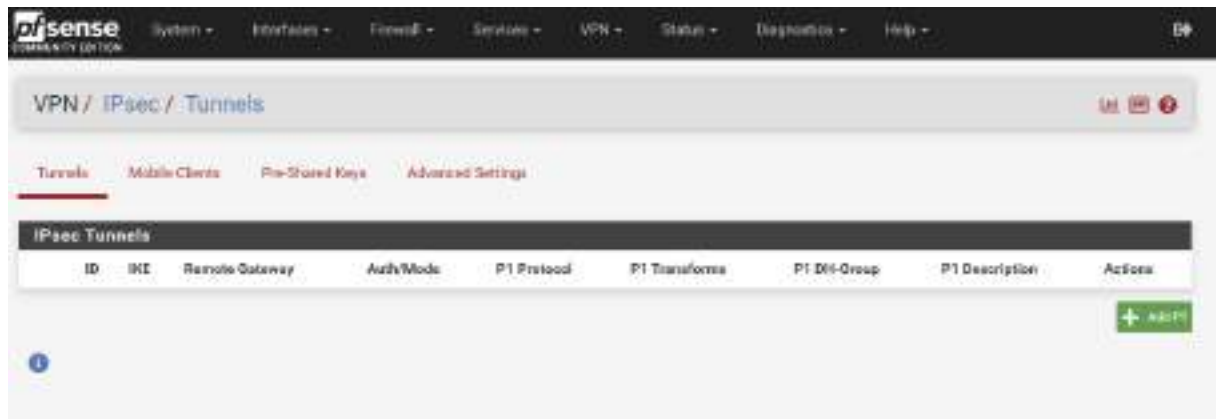 pfsense System Interfaces Firewall Services VPN Status Diagnostics Help
COMMUNITY EDITION
VPN / IPsec / Tunnels
Tunnels Mobile Clients Pre-Shared Keys Advanced Settings
IPsec Tunnels
ID IKE Remote Gateway Auth/Mode P1 Protocol P1 Transforms P1 DH-Group P1 Description Actions
Add P1